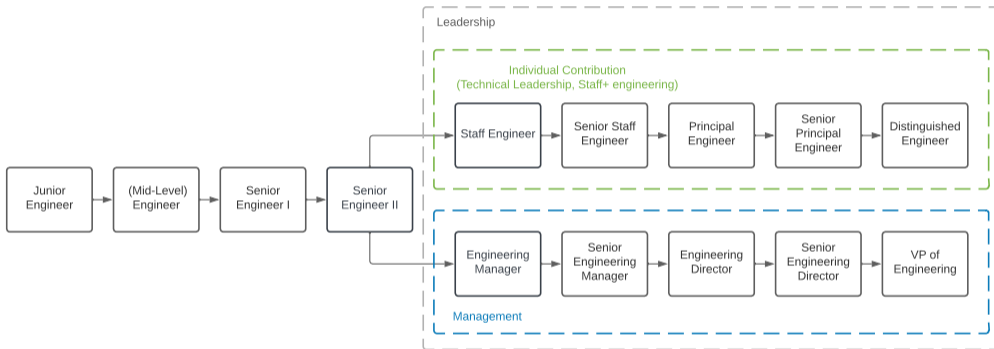 Leadership
Individual Contribution
(Technical Leadership, Staff+ engineering)
Staff Engineer
Senior Staff
Engineer
Principal
Engineer
Senior
Principal
Engineer
Distinguished
Engineer
Junior
Engineer
(Mid-Level)
Engineer
Senior
Engineer I
Senior
Engineer II
Engineering
Manager
Senior
Engineering
Manager
Engineering
Director
Senior
Engineering
Director
VP of
Engineering
Management